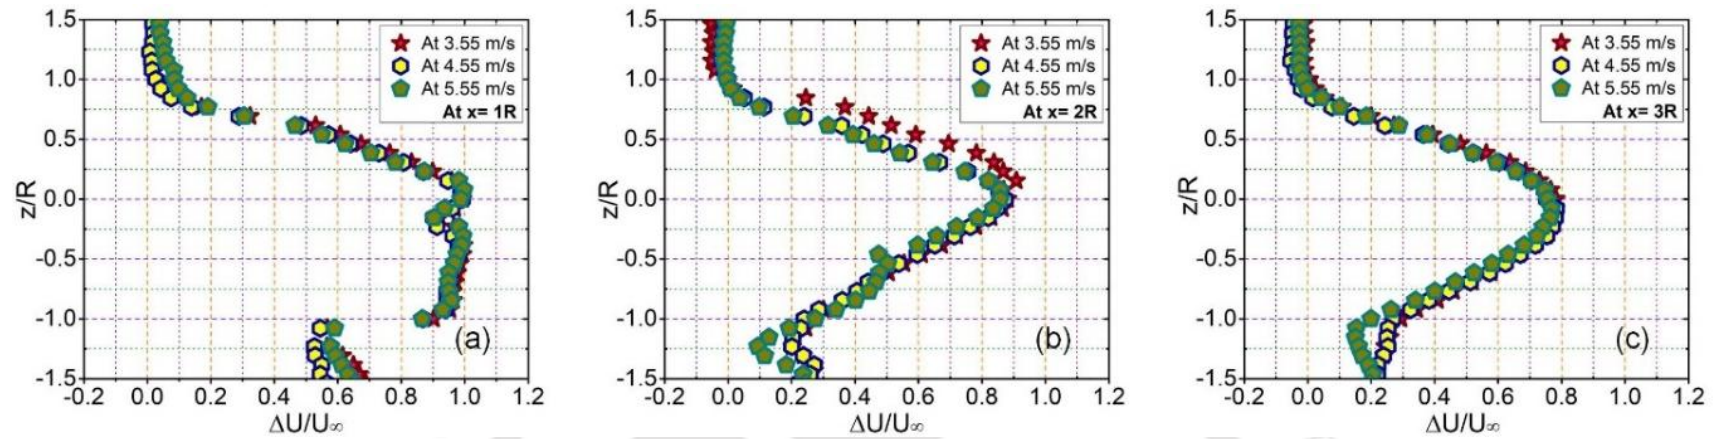 1.5
1.0
0.5
0.0
-0.5
-1.0
-1.5
z/R
-0.2 0.0 0.2 0.4 0.6 0.8 1.0 1.2
ΔU/U∞
At 3.55 m/s
At 4.55 m/s
At 5.55 m/s
At x= 1R
(a)
1.5
1.0
0.5
0.0
-0.5
-1.0
-1.5
z/R
-0.2 0.0 0.2 0.4 0.6 0.8 1.0 1.2
ΔU/U∞
At 3.55 m/s
At 4.55 m/s
At 5.55 m/s
At x= 2R
(b)
1.5
1.0
0.5
0.0
-0.5
-1.0
-1.5
z/R
-0.2 0.0 0.2 0.4 0.6 0.8 1.0 1.2
ΔU/U∞
At 3.55 m/s
At 4.55 m/s
At 5.55 m/s
At x= 3R
(c)